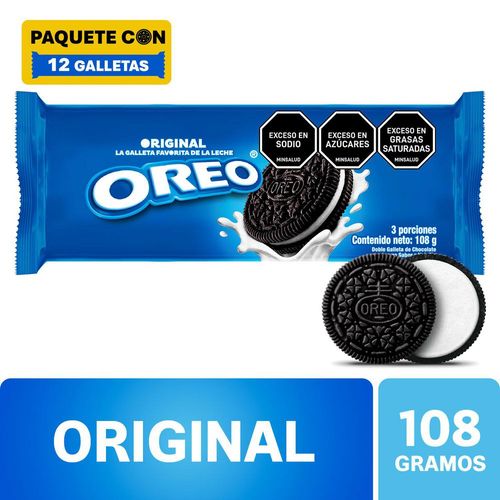 PAQUETE CON
12 GALLETAS
ORIGINAL
LA GALLETA FAVORITA DE LA LECHE
OREO®
EXCESO EN
SODIO
MINSALUD
EXCESO EN
AZÚCARES
MINSALUD
EXCESO EN
GRASAS
SATURADAS
MINSALUD
3 porciones
Contenido neto: 108 g
Doble Galleta de Chocolate
OREO
ORIGINAL
108
GRAMOS